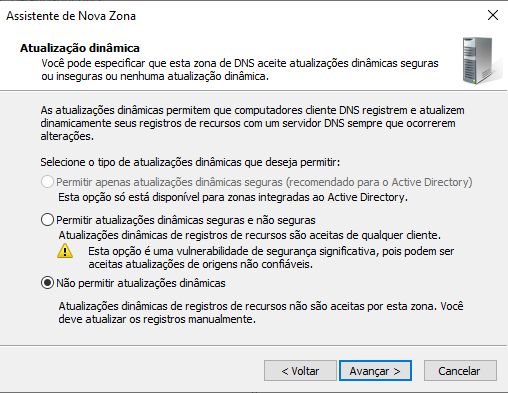 Assistente de Nova Zona
Atualização dinâmica
Você pode especificar que esta zona de DNS aceite atualizações dinâmicas seguras
ou inseguras ou nenhuma atualização dinâmica.
As atualizações dinâmicas permitem que computadores cliente DNS registrem e atualizem
dinamicamente seus registros de recursos com um servidor DNS sempre que ocorrerem
alterações.
Selecione o tipo de atualizações dinâmicas que deseja permitir:
Permitir apenas atualizações dinâmicas seguras (recomendado para o Active Directory)
Esta opção só está disponível para zonas integradas ao Active Directory.
Permitir atualizações dinâmicas seguras e não seguras
Atualizações dinâmicas de registros de recursos são aceitas de qualquer cliente.
Esta opção é uma vulnerabilidade de segurança significativa, pois podem ser
aceitas atualizações de origens não confiáveis.
Não permitir atualizações dinâmicas
Atualizações dinâmicas de registros de recursos não são aceitas por esta zona. Você
deve atualizar os registros manualmente.
< Voltar
Avançar >
Cancelar